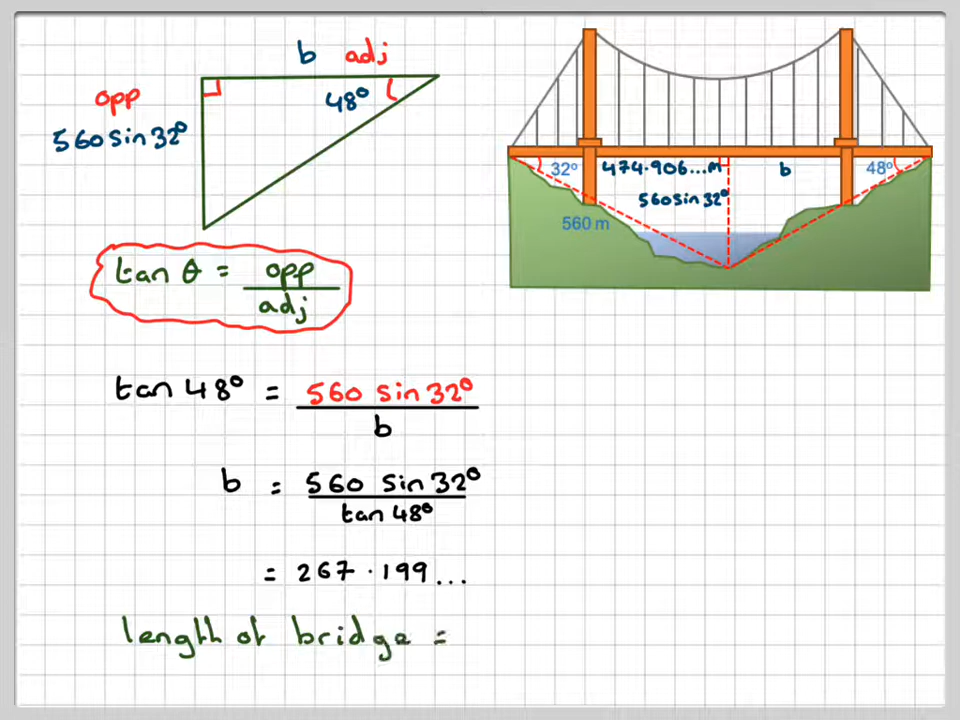 b adj
opp
48°
560 sin 32°
tan θ = opp
adj
tan 48° = 560 sin 32°
b
b = 560 sin 32°
tan 48°
= 267.199...
length of bridge =
32° 474.906...m b 48°
560 sin 32°
560 m